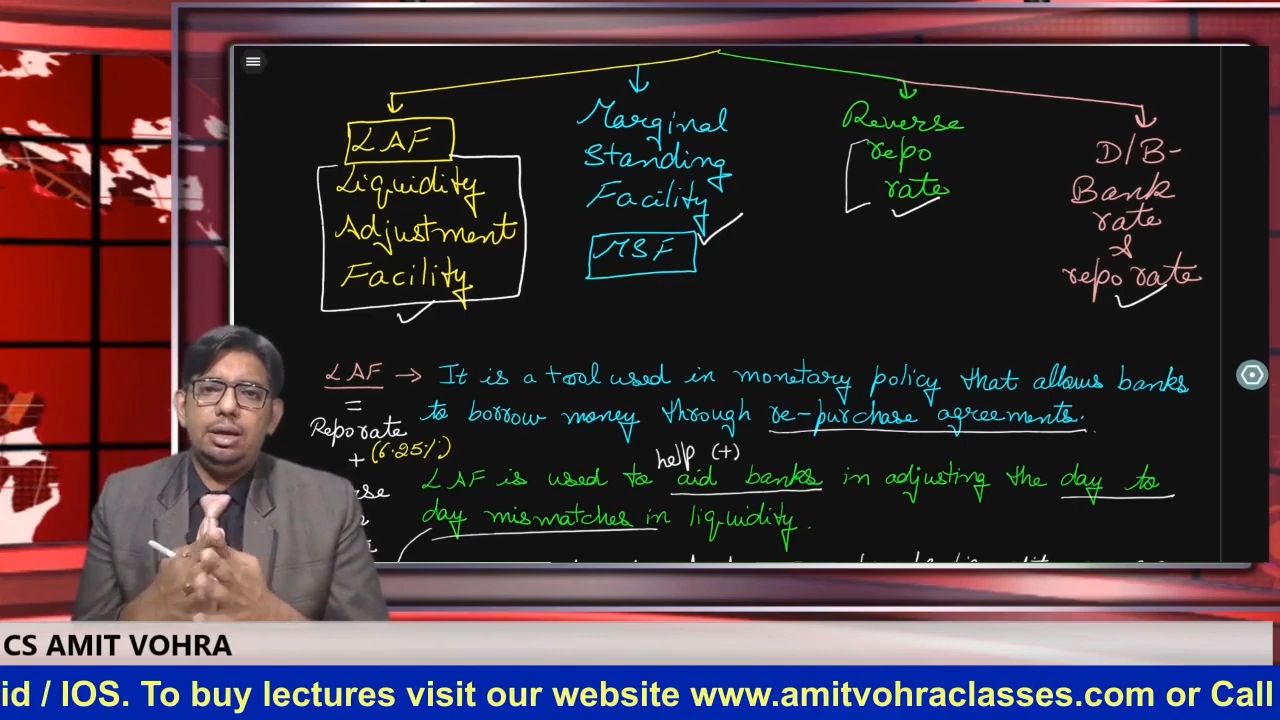 LAF
Liquidity
Adjustment
Facility
Marginal
Standing
Facility
MSF
Reverse
repo
rate
D/B-
Bank
rate
&
repo rate
LAF → It is a tool used in monetary policy that allows banks
to borrow money through re-purchase agreements.
=
Repo rate
+ (6.25%)
help (+)
LAF is used to aid banks in adjusting the day to
day mismatches in liquidity.
CS AMIT VOHRA
id / IOS. To buy lectures visit our website www.amitvohraclasses.com or Call